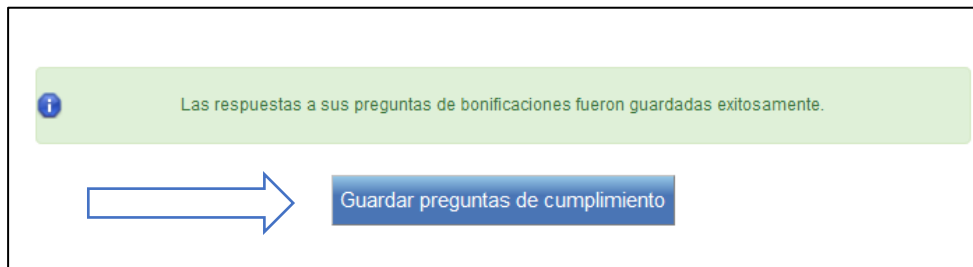 Las respuestas a sus preguntas de bonificaciones fueron guardadas exitosamente.
Guardar preguntas de cumplimiento